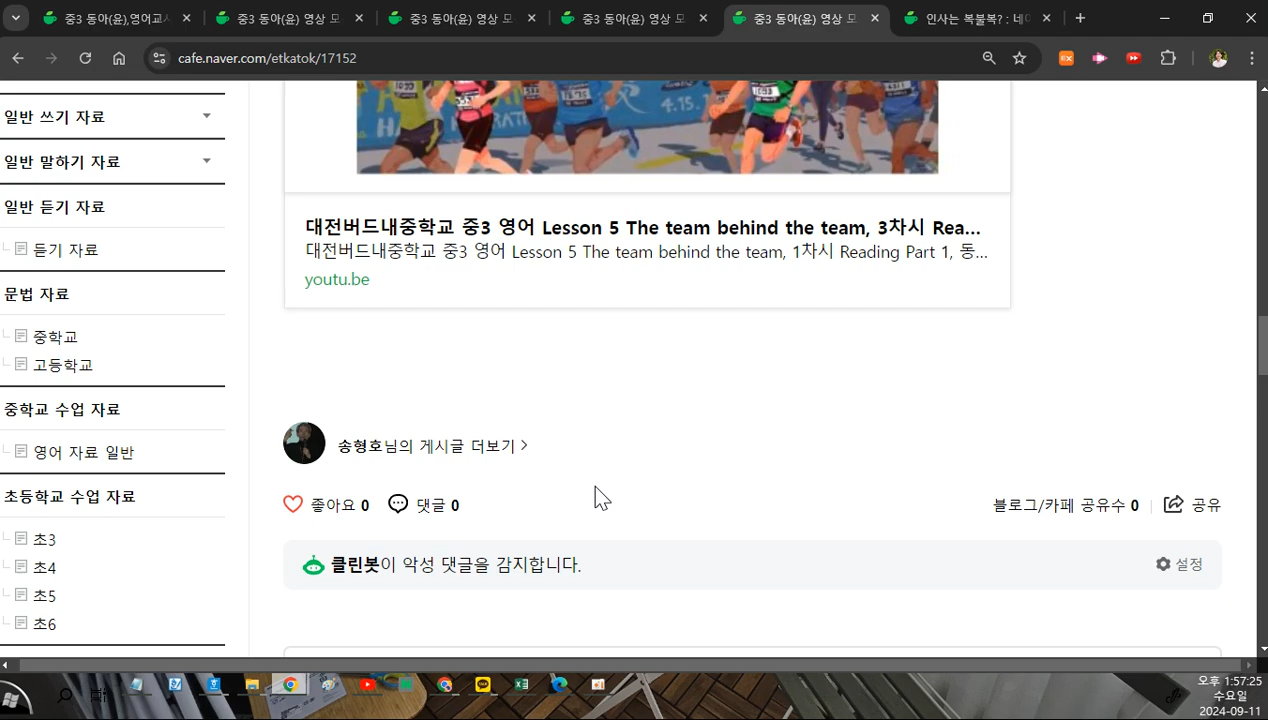 중3 동아(윤),영어교사
중3 동아(윤) 영상 모
중3 동아(윤) 영상 모
중3 동아(윤) 영상 모
중3 동아(윤) 영상 모
인사는 복불복? : 네이
cafe.naver.com/etkatok/17152
일반 쓰기 자료
일반 말하기 자료
일반 듣기 자료
듣기 자료
문법 자료
중학교
고등학교
중학교 수업 자료
영어 자료 일반
초등학교 수업 자료
초3
초4
초5
초6
4.15.
대전버드내중학교 중3 영어 Lesson 5 The team behind the team, 3차시 Rea...
대전버드내중학교 중3 영어 Lesson 5 The team behind the team, 1차시 Reading Part 1, 동...
youtu.be
송형호님의 게시글 더보기
좋아요 0 댓글 0
블로그/카페 공유수 0 공유
클린봇이 악성 댓글을 감지합니다.
설정
오후 1:57:25
수요일
2024-09-11